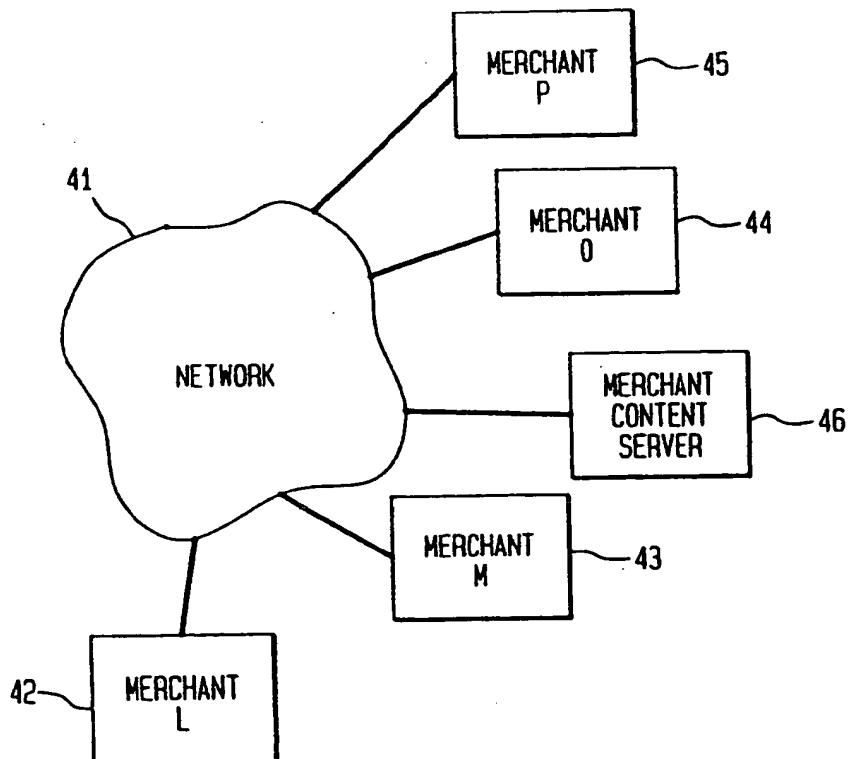 MERCHANT
P
45
41
MERCHANT
O
44
NETWORK
MERCHANT
CONTENT
SERVER
46
MERCHANT
M
43
42
MERCHANT
L